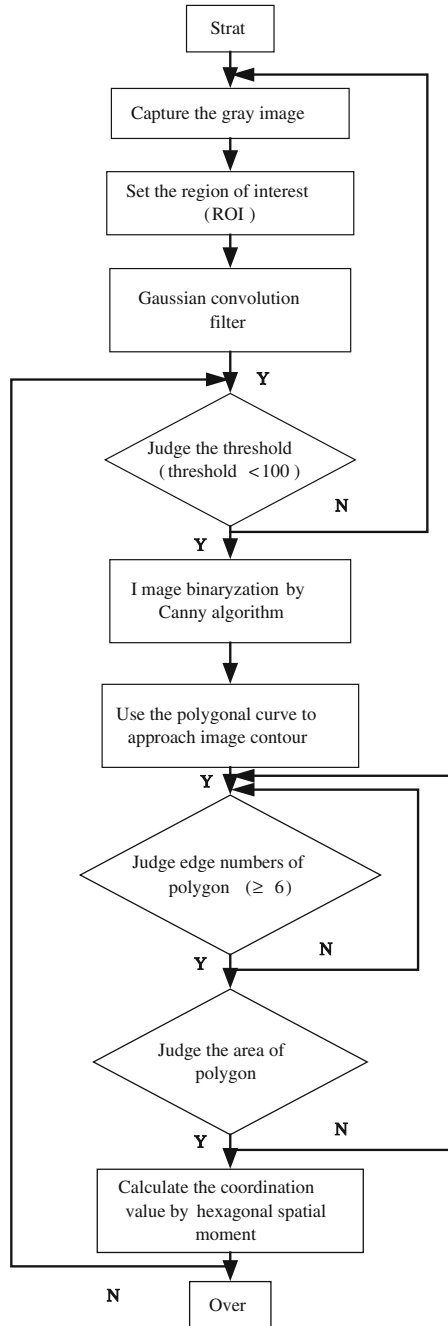 Strat
Capture the gray image
Set the region of interest
(ROI)
Gaussian convolution
filter
Y
Judge the threshold
(threshold <100)
N
Y
I mage binaryzation by
Canny algorithm
Use the polygonal curve to
approach image contour
Y
Judge edge numbers of
polygon (≥ 6)
N
Y
Judge the area of
polygon
Y
N
Calculate the coordination
value by hexagonal spatial
moment
N
Over